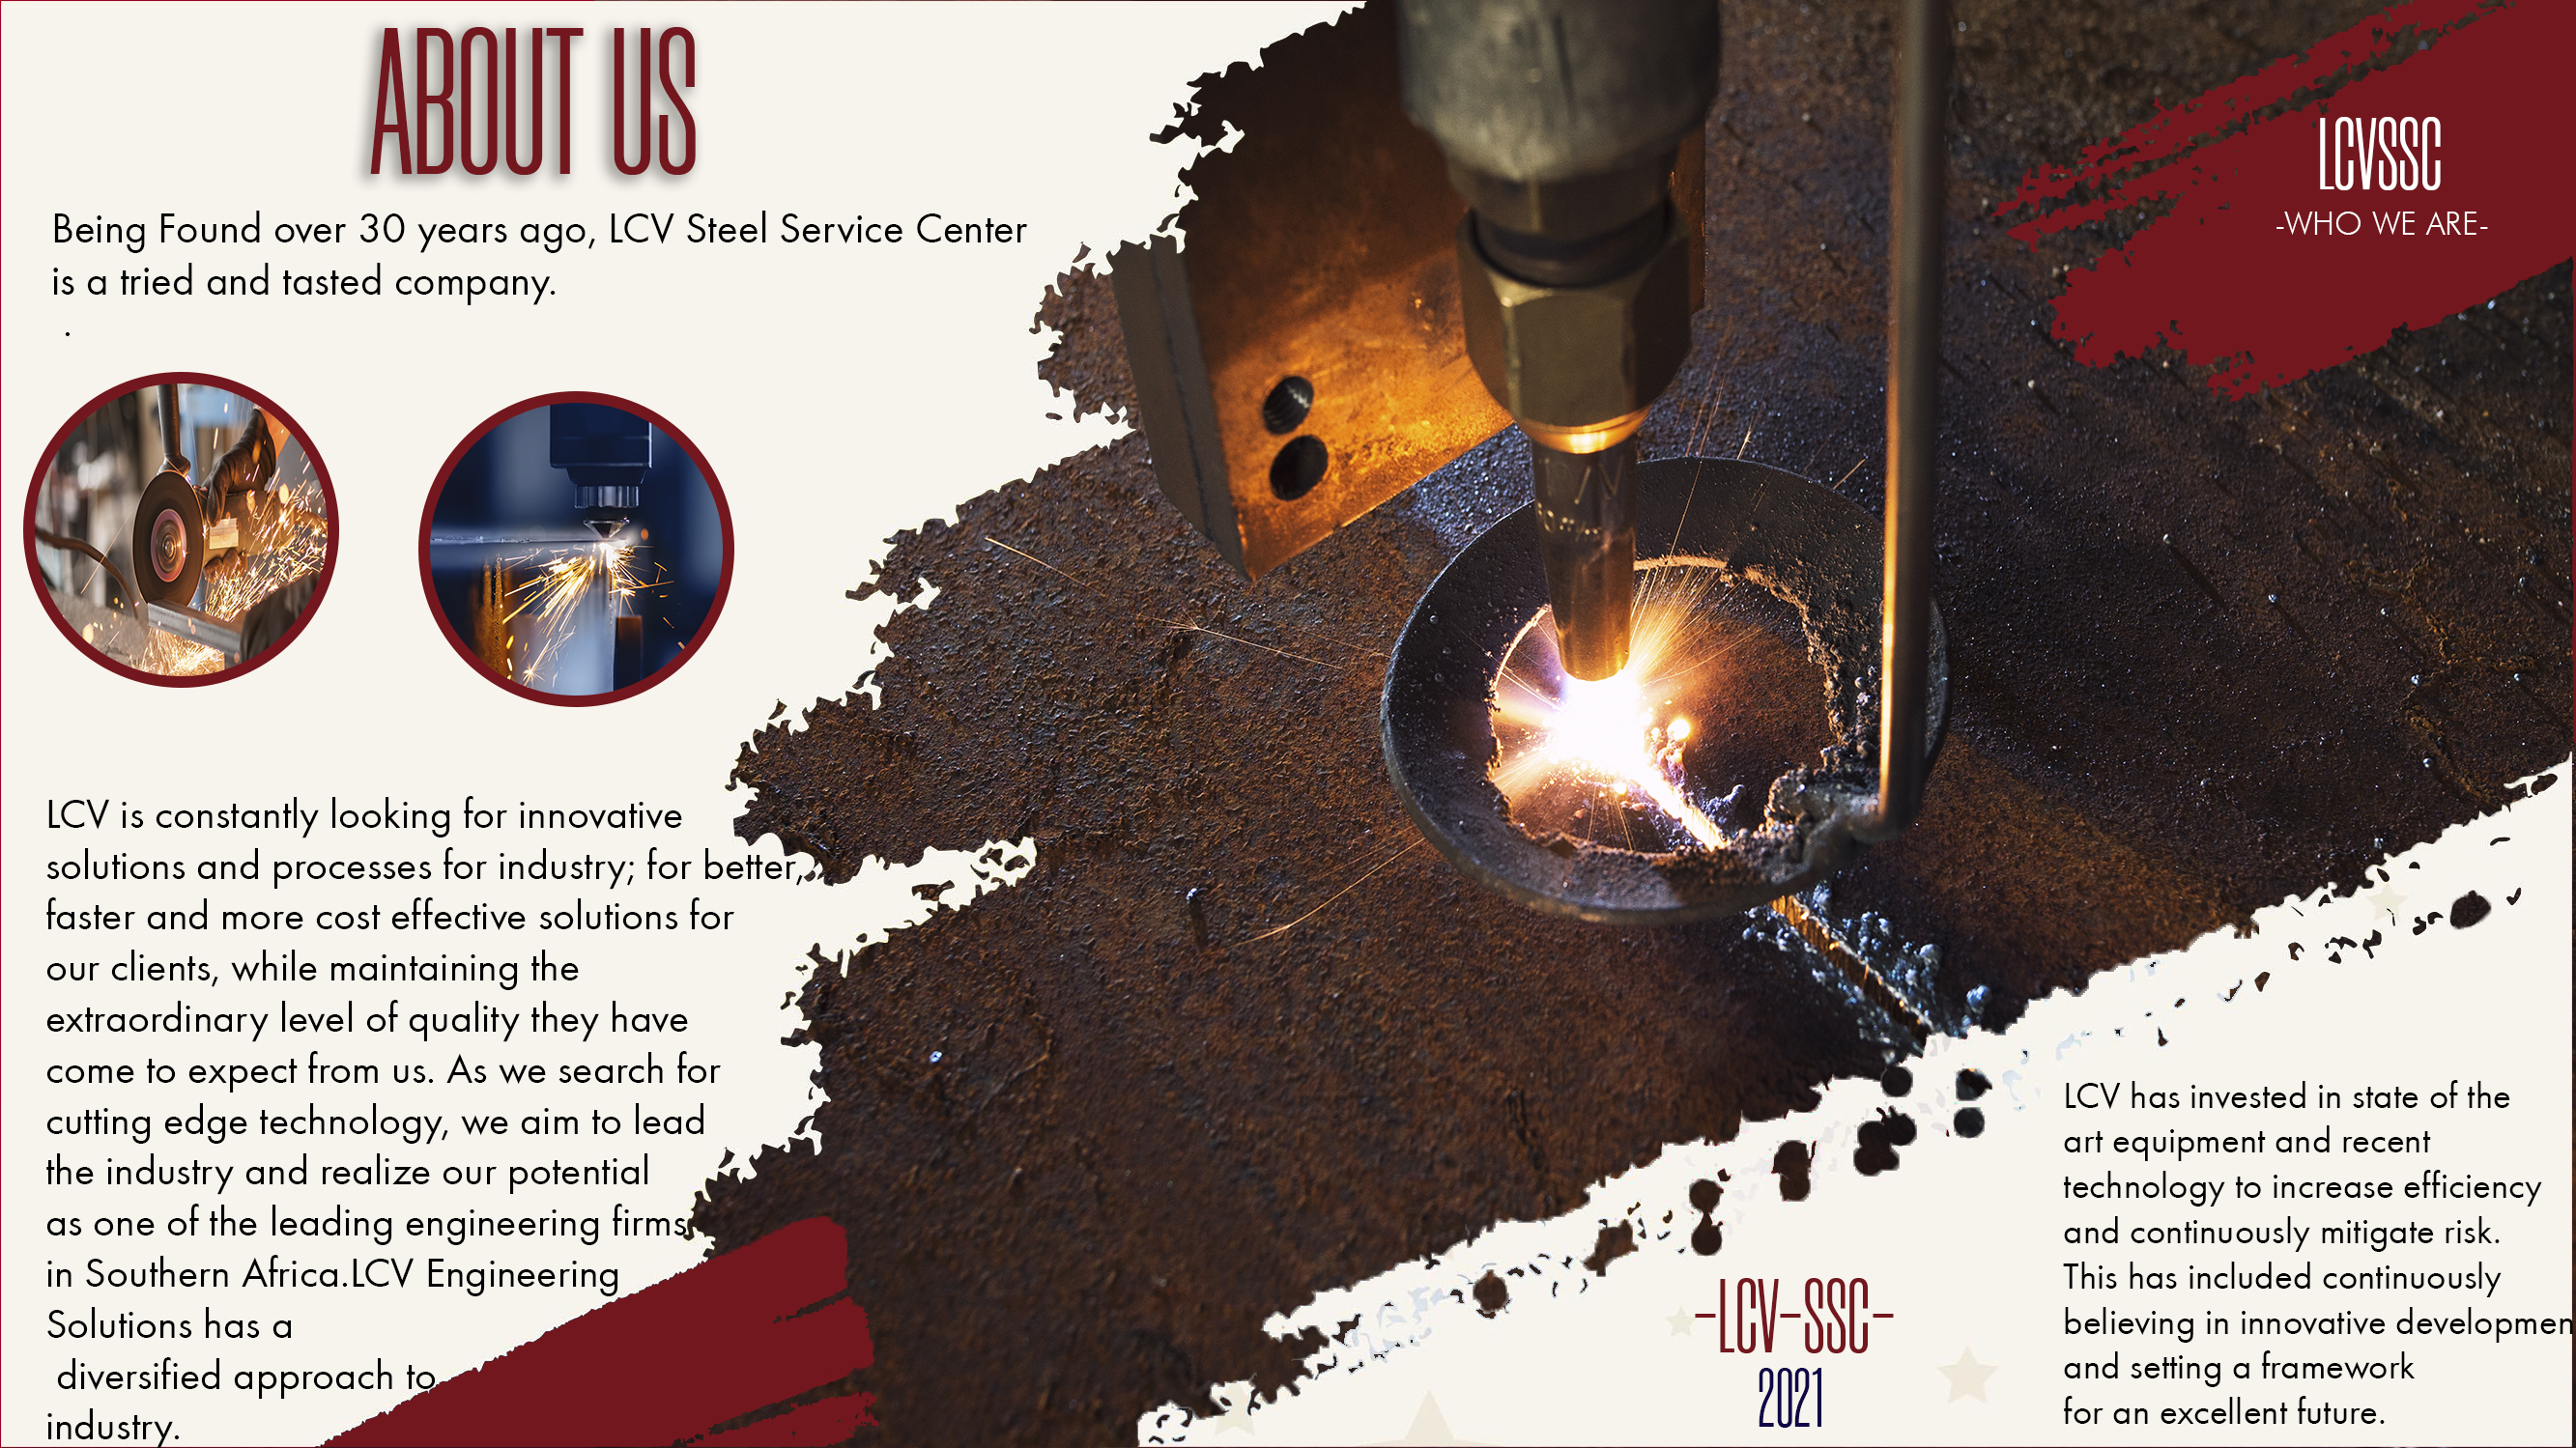 ABOUT US
Being Found over 30 years ago, LCV Steel Service Center
is a tried and tasted company.
.
LCVSSC
-WHO WE ARE-
LCV is constantly looking for innovative
solutions and processes for industry; for better,
faster and more cost effective solutions for
our clients, while maintaining the
extraordinary level of quality they have
come to expect from us. As we search for
cutting edge technology, we aim to lead
the industry and realize our potential
as one of the leading engineering firms
in Southern Africa.LCV Engineering
Solutions has a
diversified approach to
industry.
-LCV-SSC-
2021
LCV has invested in state of the
art equipment and recent
technology to increase efficiency
and continuously mitigate risk.
This has included continuously
believing in innovative developmen
and setting a framework
for an excellent future.